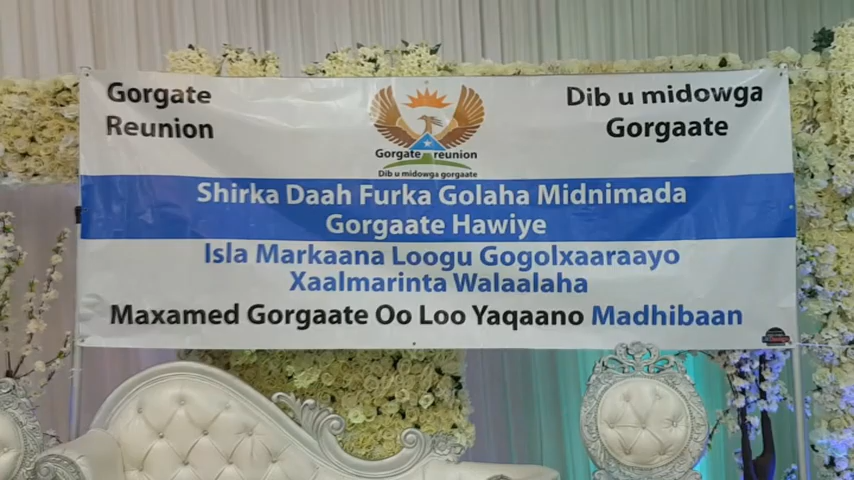 Gorgate
Reunion
Gorgate reunion
Dib u midowga gorgaate
Dib u midowga
Gorgaate
Shirka Daah Furka Golaha Midnimada
Gorgaate Hawiye
Isla Markaana Loogu Gogolxaaraayo
Xaalmarinta Walaalaha
Maxamed Gorgaate Oo Loo Yaqaano Madhibaan